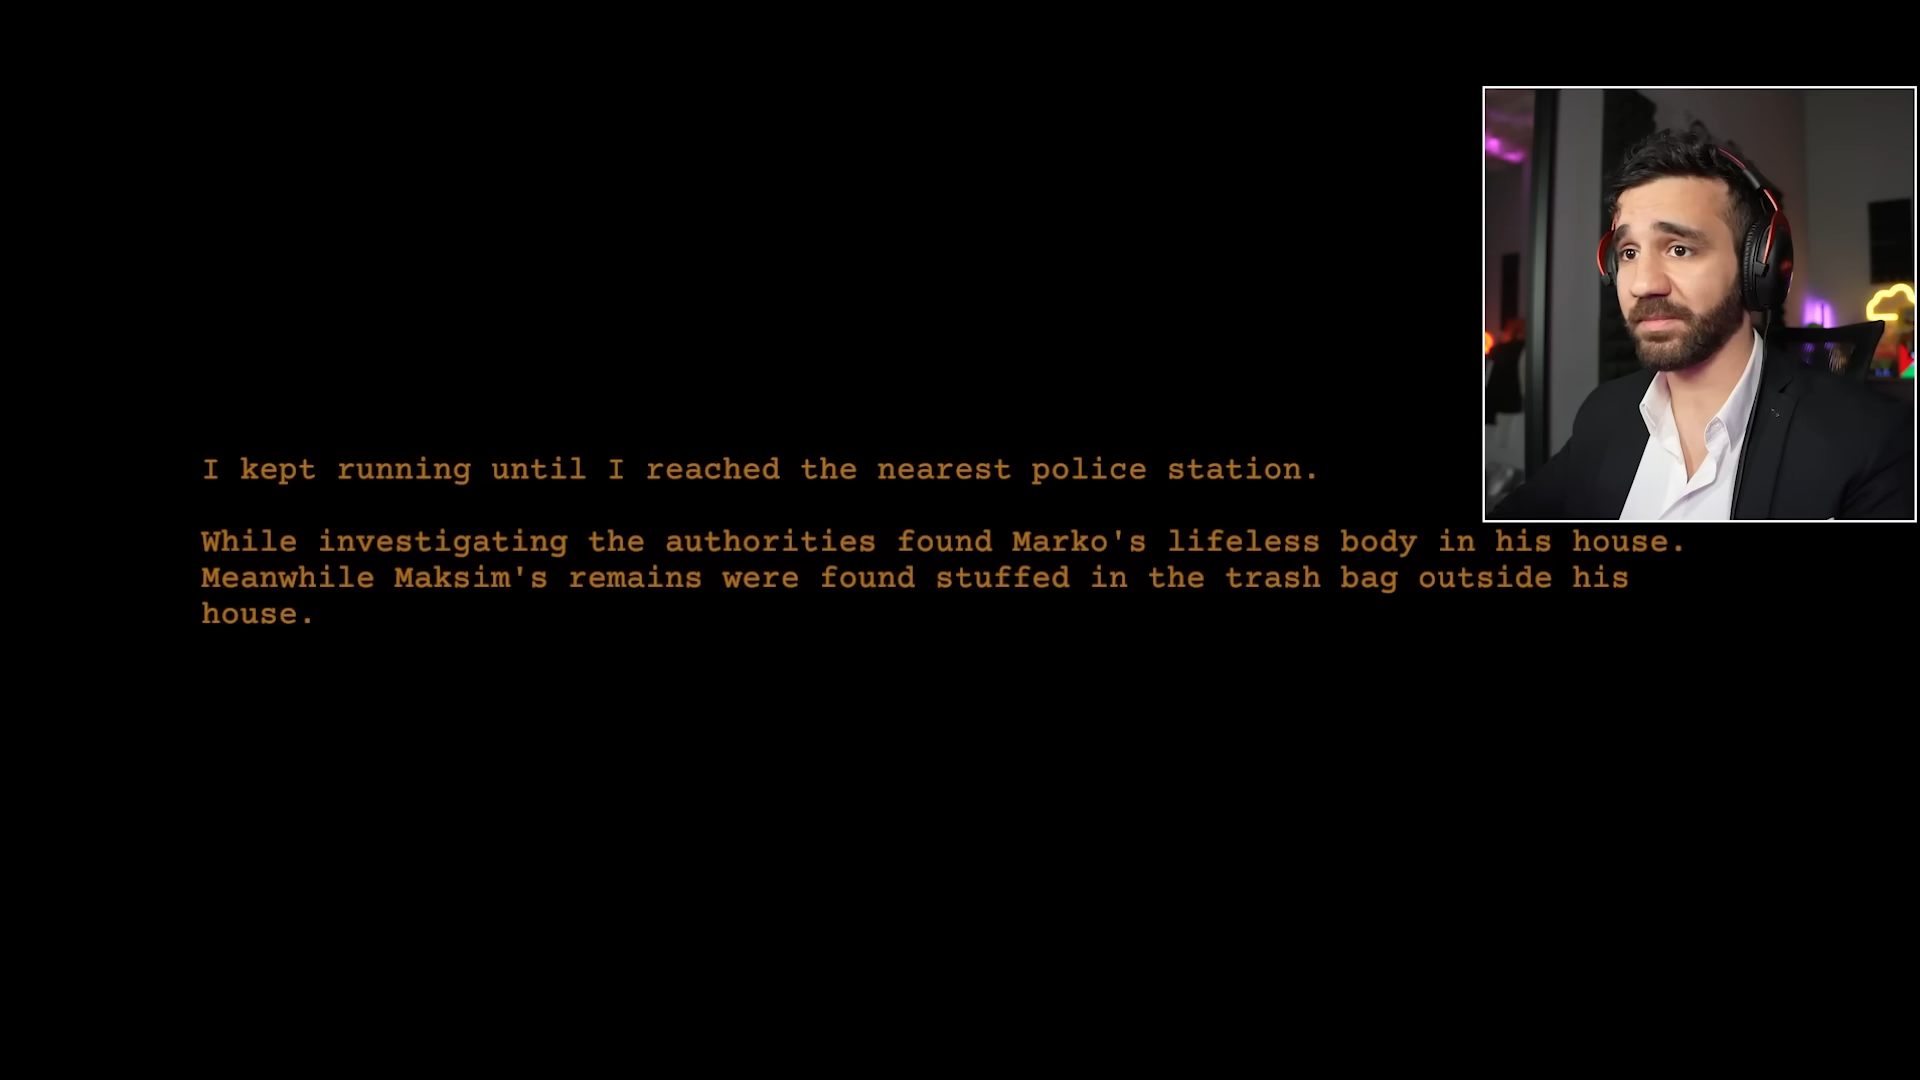 I kept running until I reached the nearest police station.
While investigating the authorities found Marko's lifeless body in his house.
Meanwhile Maksim's remains were found stuffed in the trash bag outside his
house.